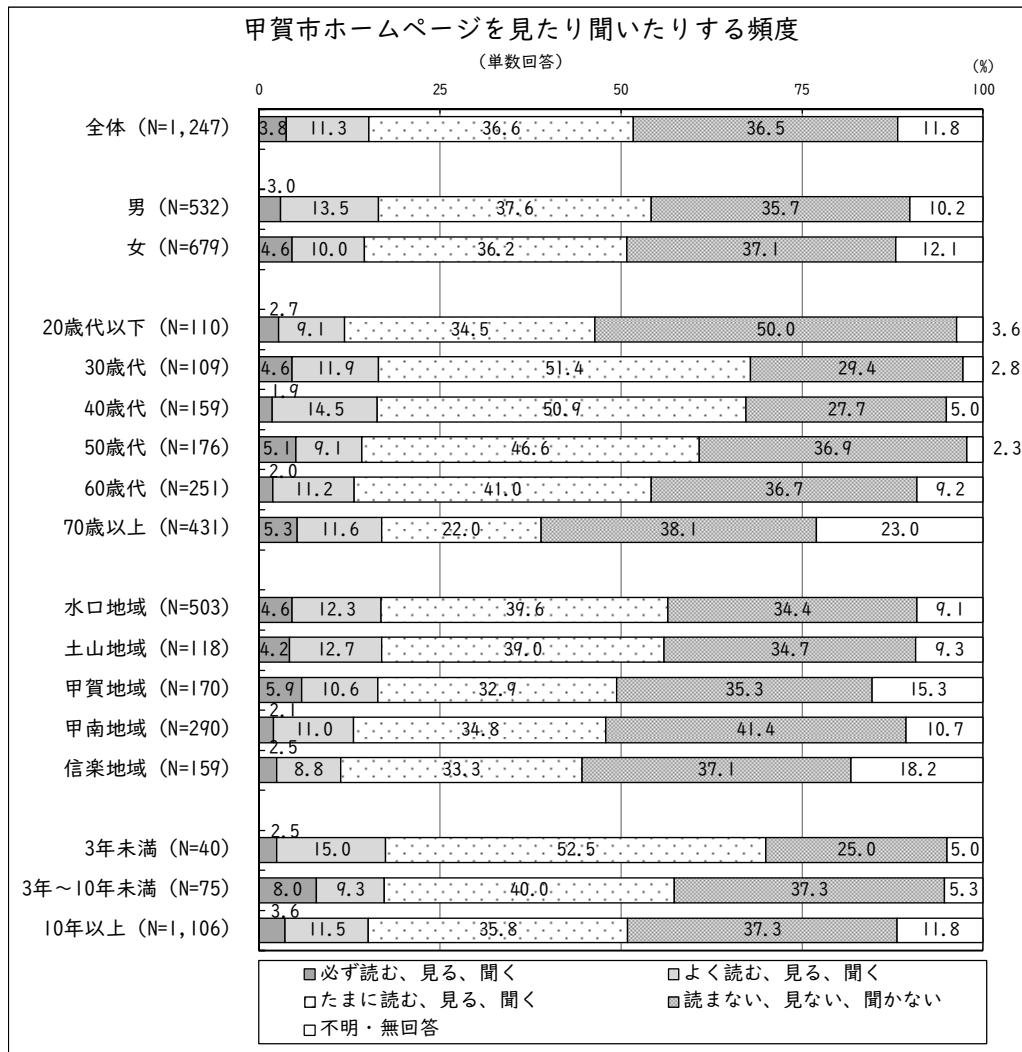 甲賀市ホームページを見たり聞いたりする頻度
(単数回答)
(%)
0 25 50 75 100
全体 (N=1,247) 3.8 11.3 36.6 36.5 11.8
3.0
男 (N=532) 13.5 37.6 35.7 10.2
女 (N=679) 4.6 10.0 36.2 37.1 12.1
2.7
20歳代以下 (N=110) 9.1 34.5 50.0 3.6
30歳代 (N=109) 4.6 11.9 51.4 29.4 2.8
1.9
40歳代 (N=159) 14.5 50.9 27.7 5.0
50歳代 (N=176) 5.1 9.1 46.6 36.9 2.3
2.0
60歳代 (N=251) 11.2 41.0 36.7 9.2
70歳以上 (N=431) 5.3 11.6 22.0 38.1 23.0
水口地域 (N=503) 4.6 12.3 39.6 34.4 9.1
土山地域 (N=118) 4.2 12.7 39.0 34.7 9.3
甲賀地域 (N=170) 5.9 10.6 32.9 35.3 15.3
2.1
甲南地域 (N=290) 11.0 34.8 41.4 10.7
2.5
信楽地域 (N=159) 8.8 33.3 37.1 18.2
2.5
3年未満 (N=40) 15.0 52.5 25.0 5.0
3年～10年未満 (N=75) 8.0 9.3 40.0 37.3 5.3
3.6
10年以上 (N=1,106) 11.5 35.8 37.3 11.8
必ず読む、見る、聞く よく読む、見る、聞く
たまに読む、見る、聞く 読まない、見ない、聞かない
不明・無回答